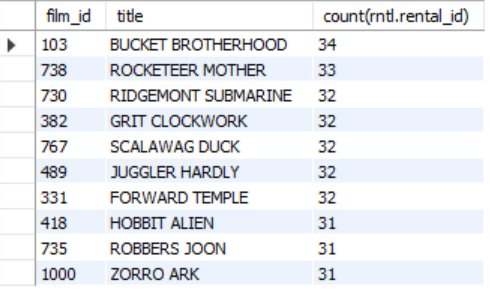 film_id title count(rntl.rental_id)
103 BUCKET BROTHERHOOD 34
738 ROCKETEER MOTHER 33
730 RIDGEMONT SUBMARINE 32
382 GRIT CLOCKWORK 32
767 SCALAWAG DUCK 32
489 JUGGLER HARDLY 32
331 FORWARD TEMPLE 32
418 HOBBIT ALIEN 31
735 ROBBERS JOON 31
1000 ZORRO ARK 31